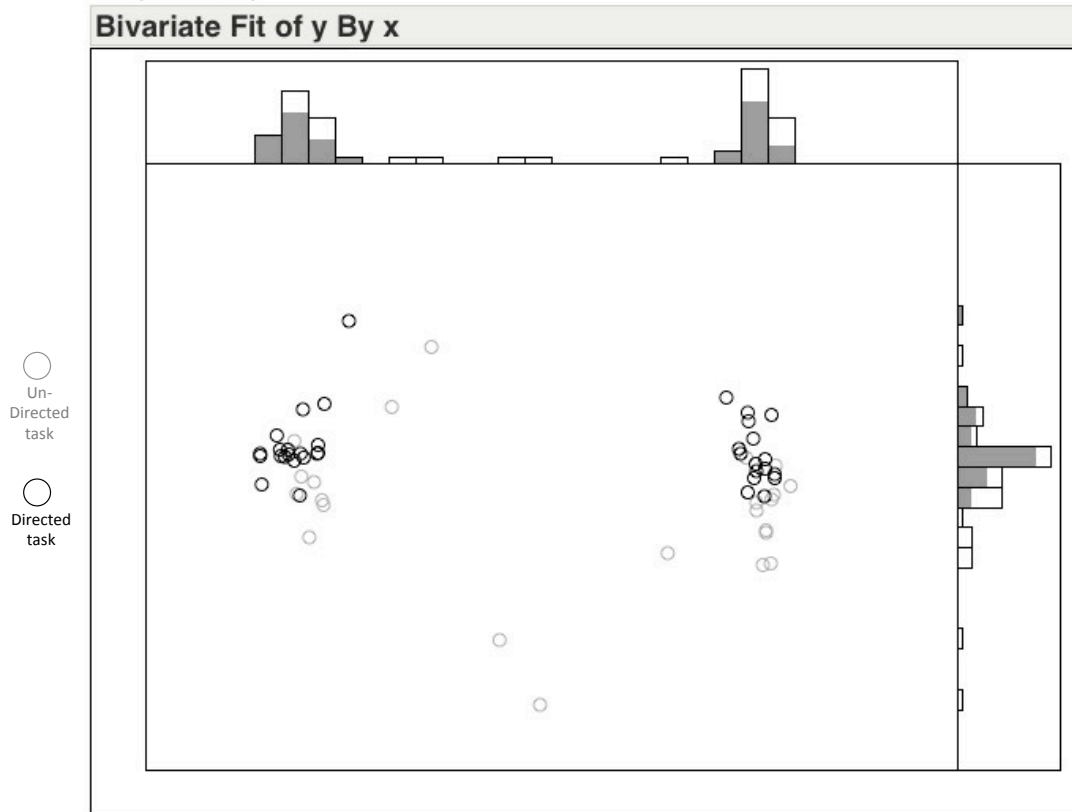 Bivariate Fit of y By x
Un-
Directed
task
Directed
task